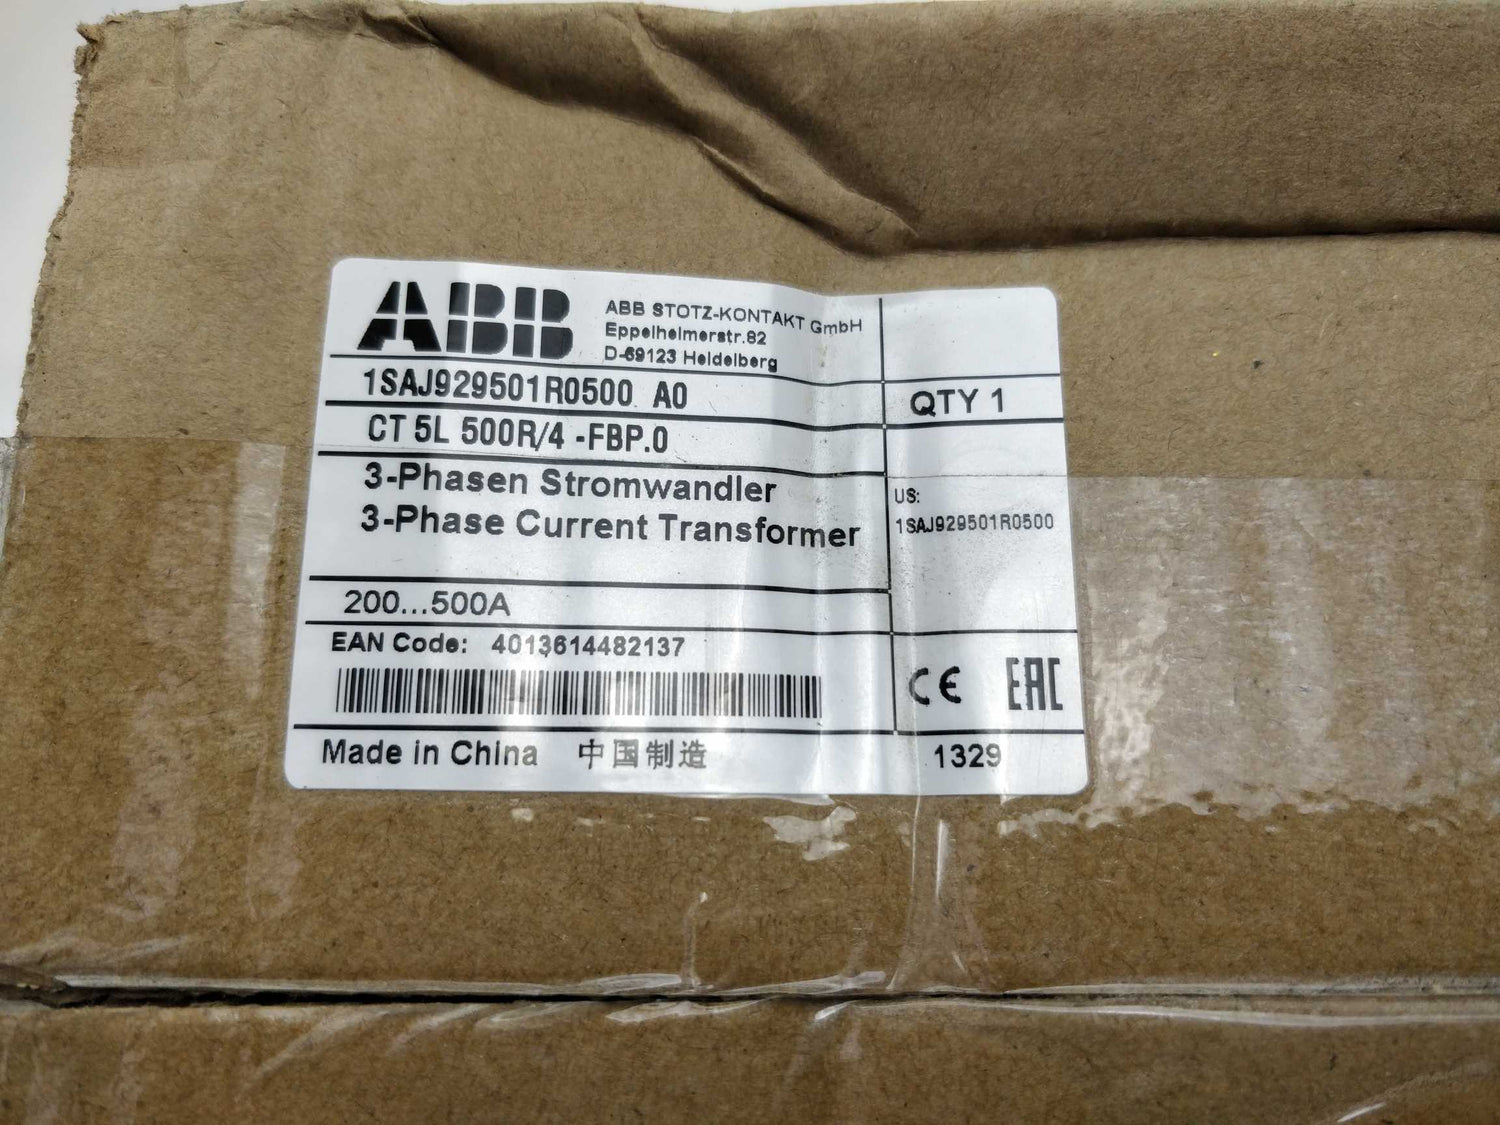 ABB
ABB STOTZ-KONTAKT GmbH
Eppelheimerstr.82
D-69123 Heidelberg
1SAJ929501R0500 A0
QTY 1
CT 5L 500R/4 -FBP.0
3-Phasen Stromwandler
3-Phase Current Transformer
US:
1SAJ929501R0500
200...500A
EAN Code: 4013614482137
CE EAC
Made in China 中国制造
1329